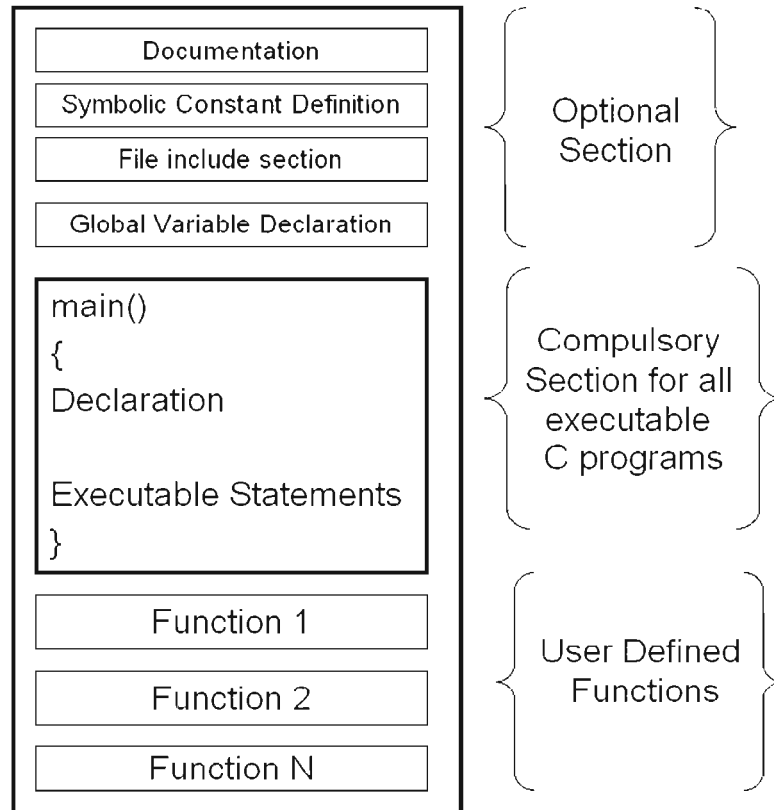 Documentation
Symbolic Constant Definition
File include section
Global Variable Declaration
Optional
Section
main()
{
Declaration
Executable Statements
}
Compulsory
Section for all
executable
C programs
Function 1
Function 2
Function N
User Defined
Functions